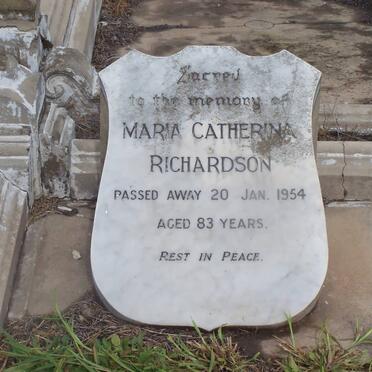 Sacred
to the memory of
MARIA CATHERINA
RICHARDSON
PASSED AWAY 20 JAN. 1954
AGED 83 YEARS.
REST IN PEACE.